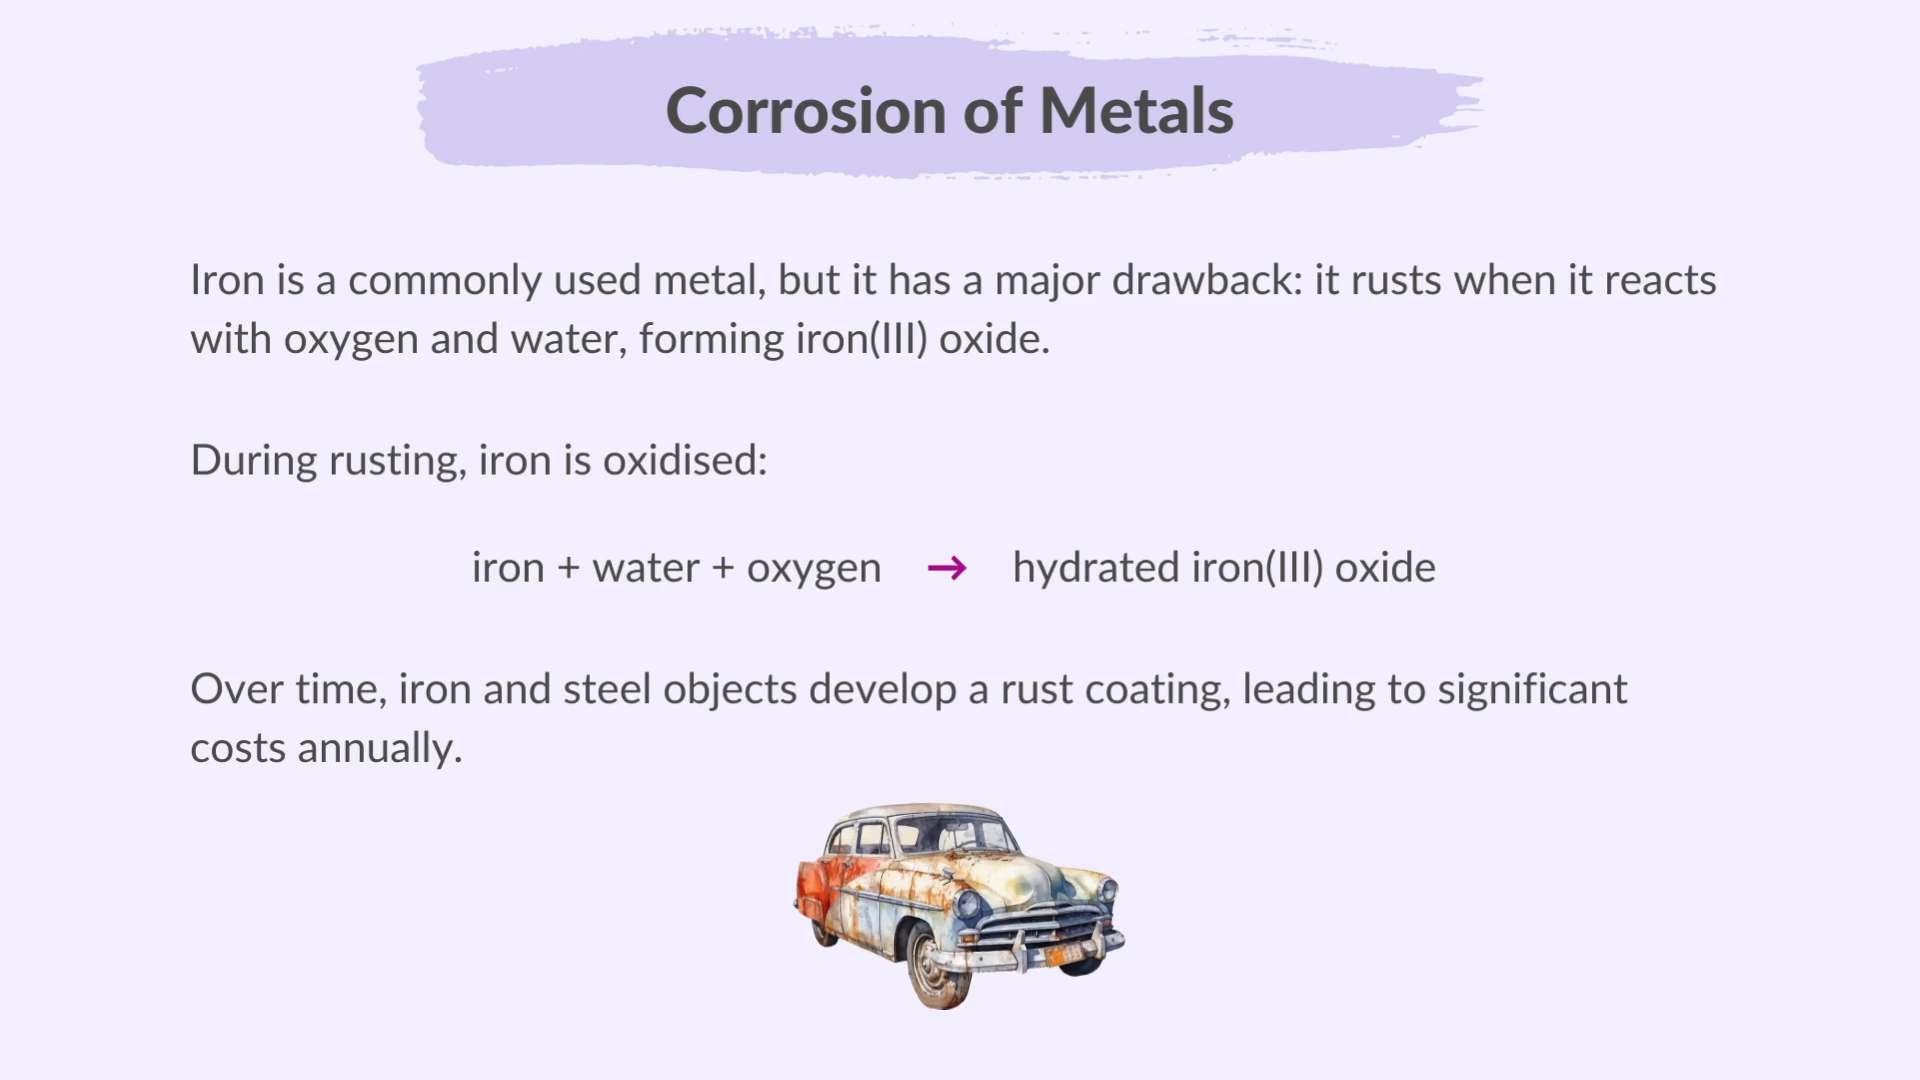 Corrosion of Metals
Iron is a commonly used metal, but it has a major drawback: it rusts when it reacts
with oxygen and water, forming iron(III) oxide.
During rusting, iron is oxidised:
iron + water + oxygen → hydrated iron(III) oxide
Over time, iron and steel objects develop a rust coating, leading to significant
costs annually.